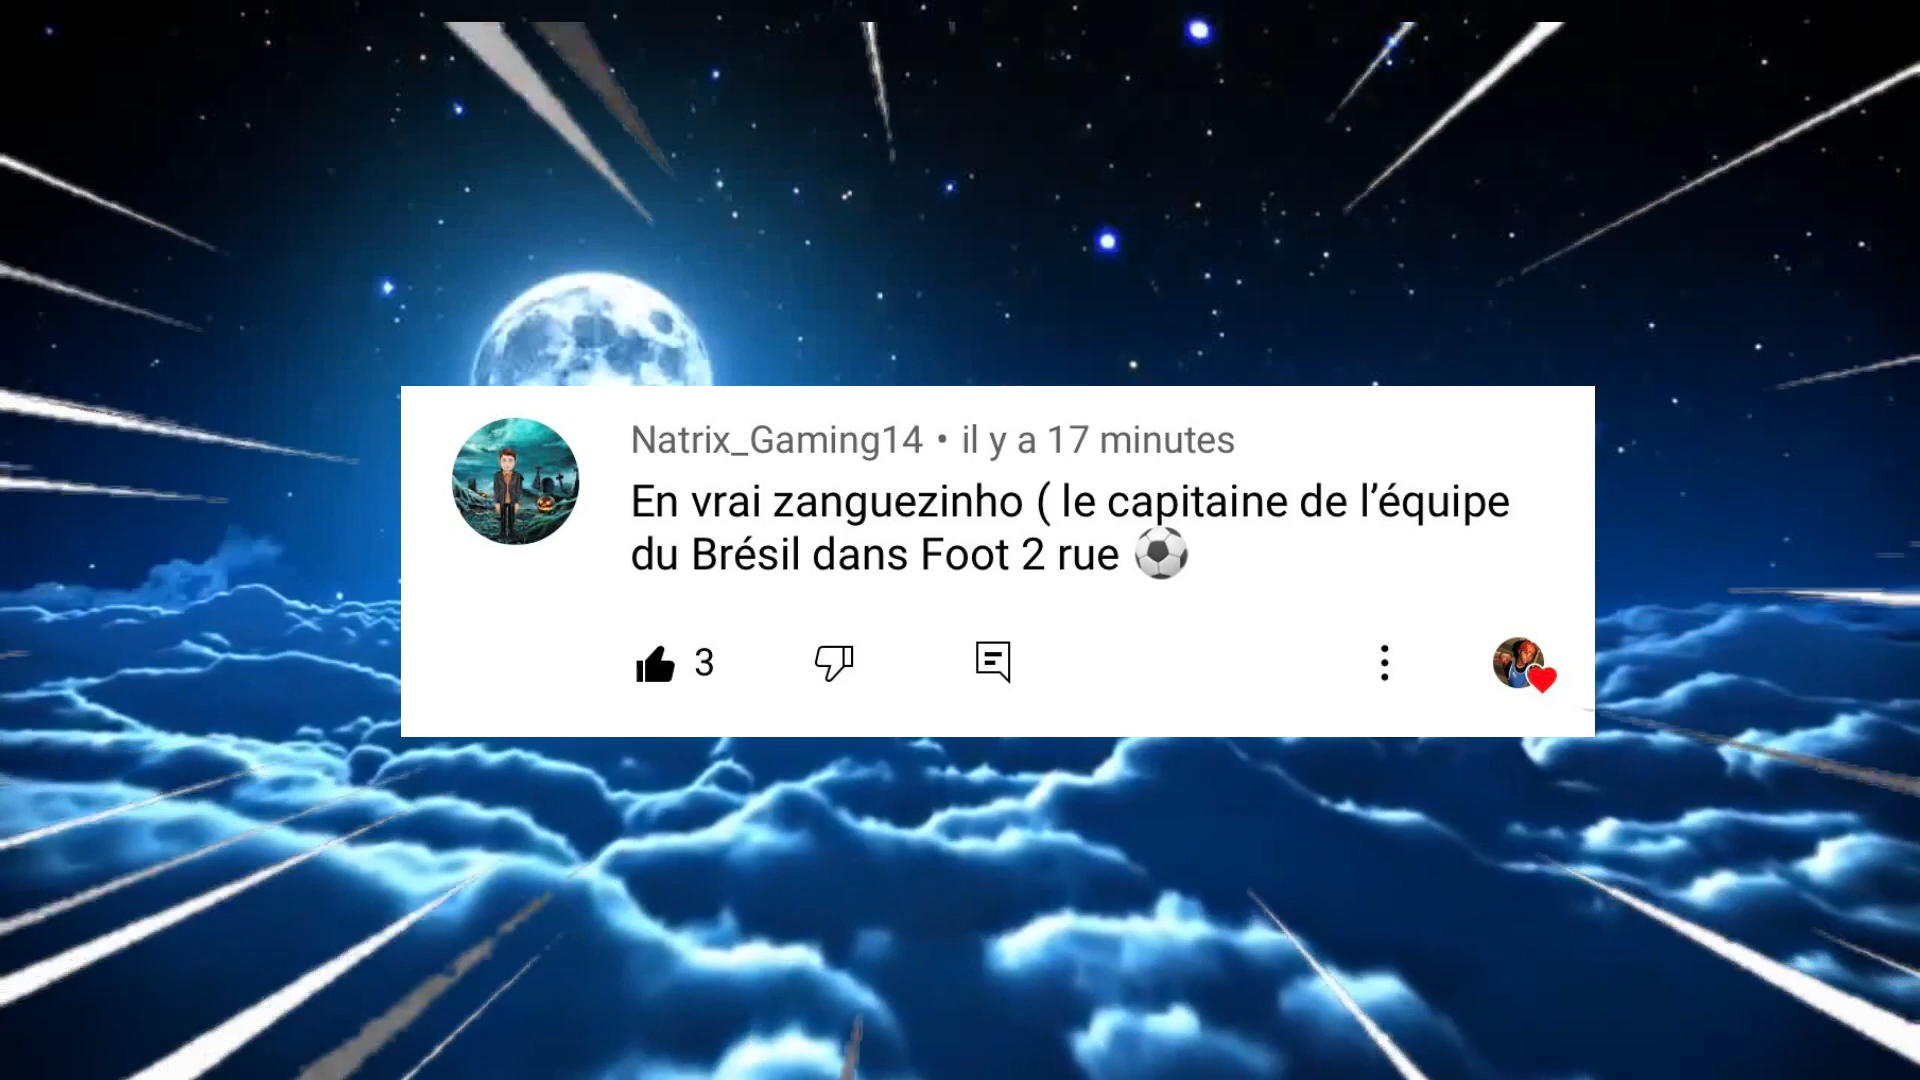 Natrix_Gaming14 • il y a 17 minutes
En vrai zanguezinho ( le capitaine de l’équipe
du Brésil dans Foot 2 rue ⚽
3